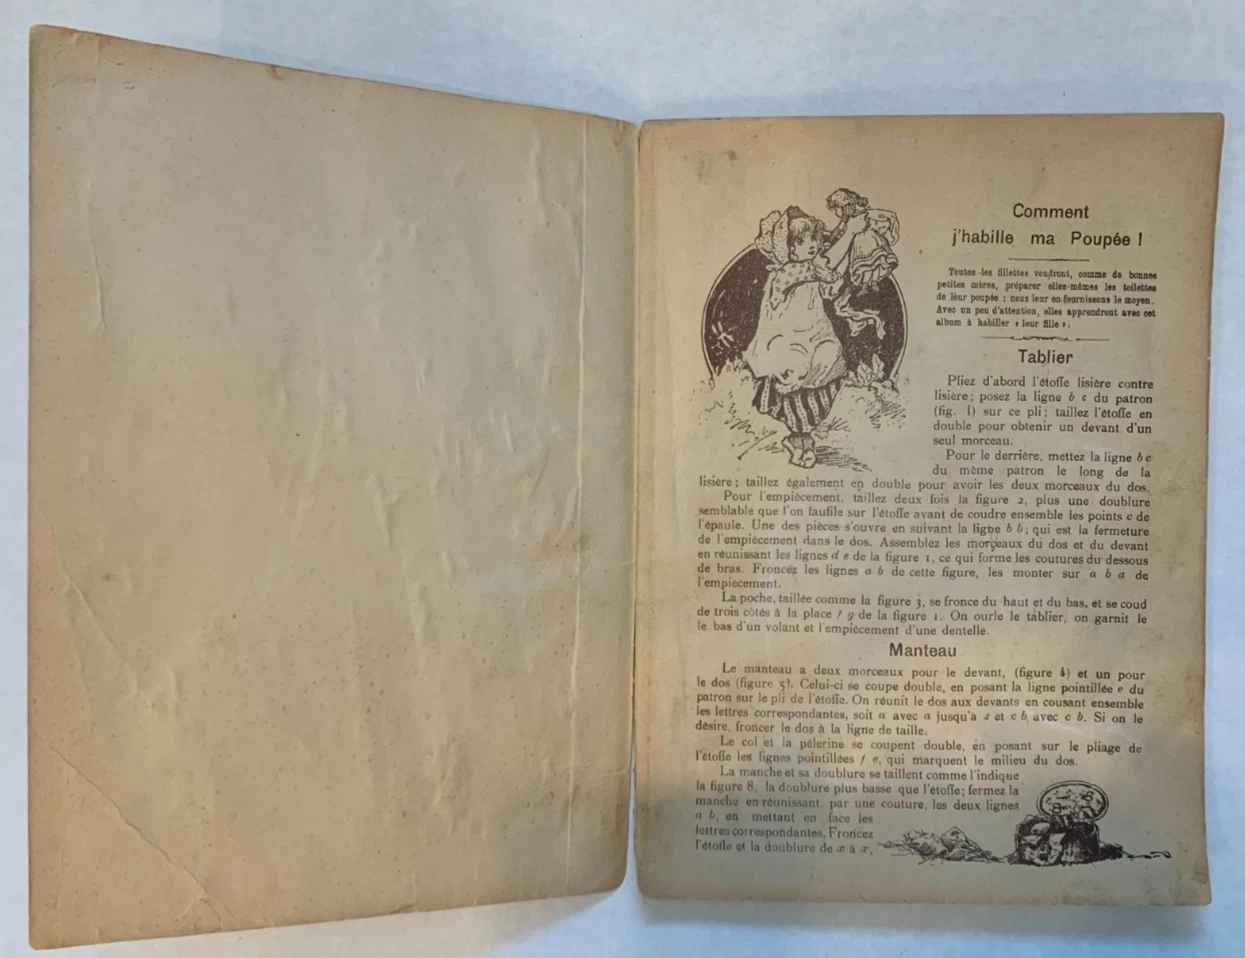 Comment
j'habille ma Poupée !
Toutes les fillettes voudront, comme de bonnes
petites mères, préparer elles-mêmes les toilettes
de leur poupée ; nous leur en fournissons le moyen.
Avec un peu d'attention, elles apprendront avec cet
album à habiller « leur fille ».
Tablier
Pliez d'abord l'étoffe lisière contre
lisière ; posez la ligne b c du patron
(fig. 1) sur ce pli ; taillez l'étoffe en
double pour obtenir un devant d'un
seul morceau.
Pour le derrière, mettez la ligne b c
du même patron le long de la
lisière ; taillez également en double pour avoir les deux morceaux du dos.
Pour l'empiècement, taillez deux fois la figure 2, plus une doublure
semblable que l'on faufile sur l'étoffe avant de coudre ensemble les points c de
l'épaule. Une des pièces s'ouvre en suivant la ligne b b ; qui est la fermeture
de l'empiècement dans le dos. Assemblez les morceaux du dos et du devant
en réunissant les lignes d e de la figure 1, ce qui forme les coutures du dessous
de bras. Froncez les lignes a b de cette figure, les monter sur a b a de
l'empiècement.
La poche, taillée comme la figure 3, se fronce du haut et du bas, et se coud
de trois côtés à la place f g de la figure 1. On ourle le tablier, on garnit le
le bas d'un volant et l'empiècement d'une dentelle.
Manteau
Le manteau a deux morceaux pour le devant, (figure 4) et un pour
le dos (figure 5). Celui-ci se coupe double, en posant la ligne pointillée e du
patron sur le pli de l'étoffe. On réunit le dos aux devants en cousant ensemble
les lettres correspondantes, soit a avec a jusqu'à et c b, avec c b. Si on le
désire, froncer le dos à la ligne de taille.
Le col et la pèlerine se coupent double, en posant sur le pliage de
l'étoffe les lignes pointillées f e, qui marquent le milieu du dos.
La manche et sa doublure se taillent comme l'indique
la figure 8, la doublure plus basse que l'étoffe ; fermez la
manche en réunissant, par une couture, les deux lignes
a b, en mettant en face les
lettres correspondantes. Froncez
l'étoffe et la doublure de x à x,